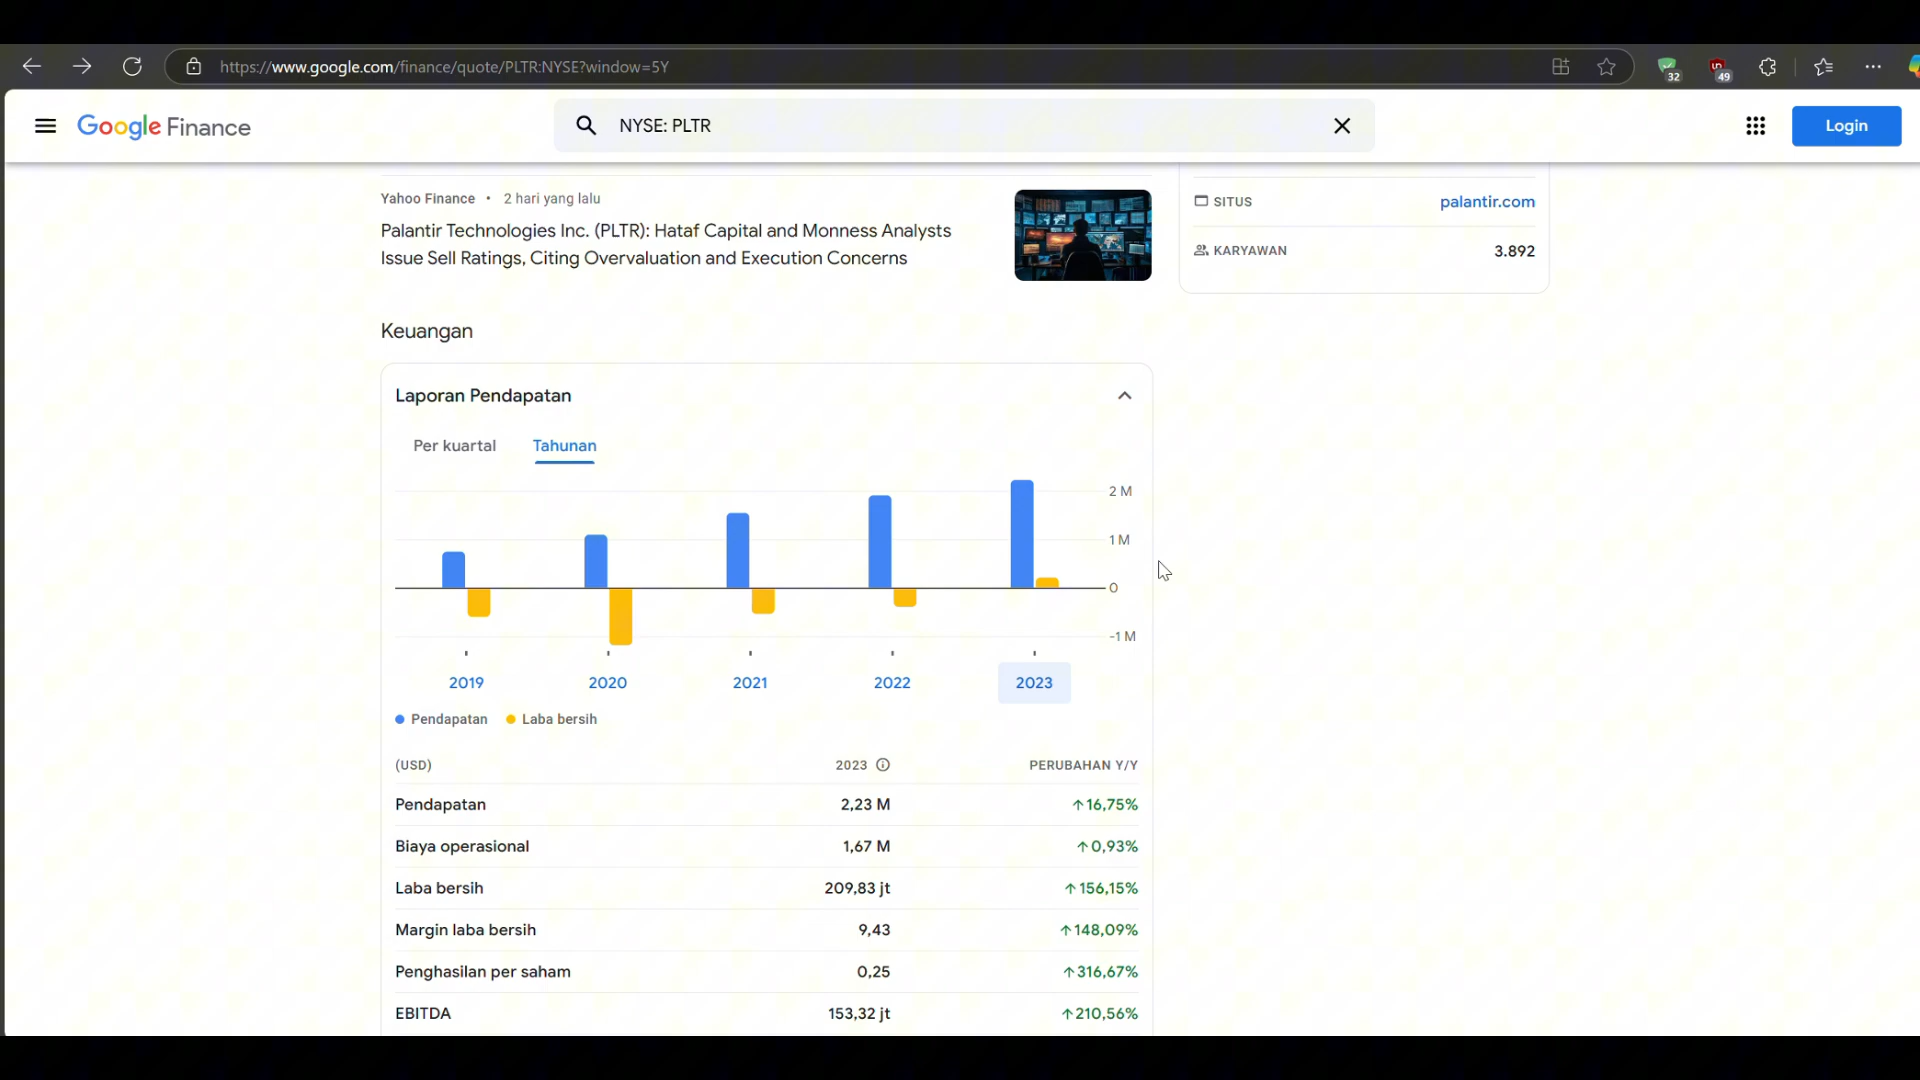 https://www.google.com/finance/quote/PLTR:NYSE?window=5Y
32
49
Google Finance
NYSE: PLTR
Login
Yahoo Finance • 2 hari yang lalu
Palantir Technologies Inc. (PLTR): Hataf Capital and Monness Analysts
Issue Sell Ratings, Citing Overvaluation and Execution Concerns
SITUS palantir.com
KARYAWAN 3.892
Keuangan
Laporan Pendapatan
Per kuartal Tahunan
2 M
1 M
0
-1 M
2019 2020 2021 2022 2023
Pendapatan Laba bersih
(USD) 2023 PERUBAHAN Y/Y
Pendapatan 2,23 M ↑16,75%
Biaya operasional 1,67 M ↑0,93%
Laba bersih 209,83 jt ↑156,15%
Margin laba bersih 9,43 ↑148,09%
Penghasilan per saham 0,25 ↑316,67%
EBITDA 153,32 jt ↑210,56%